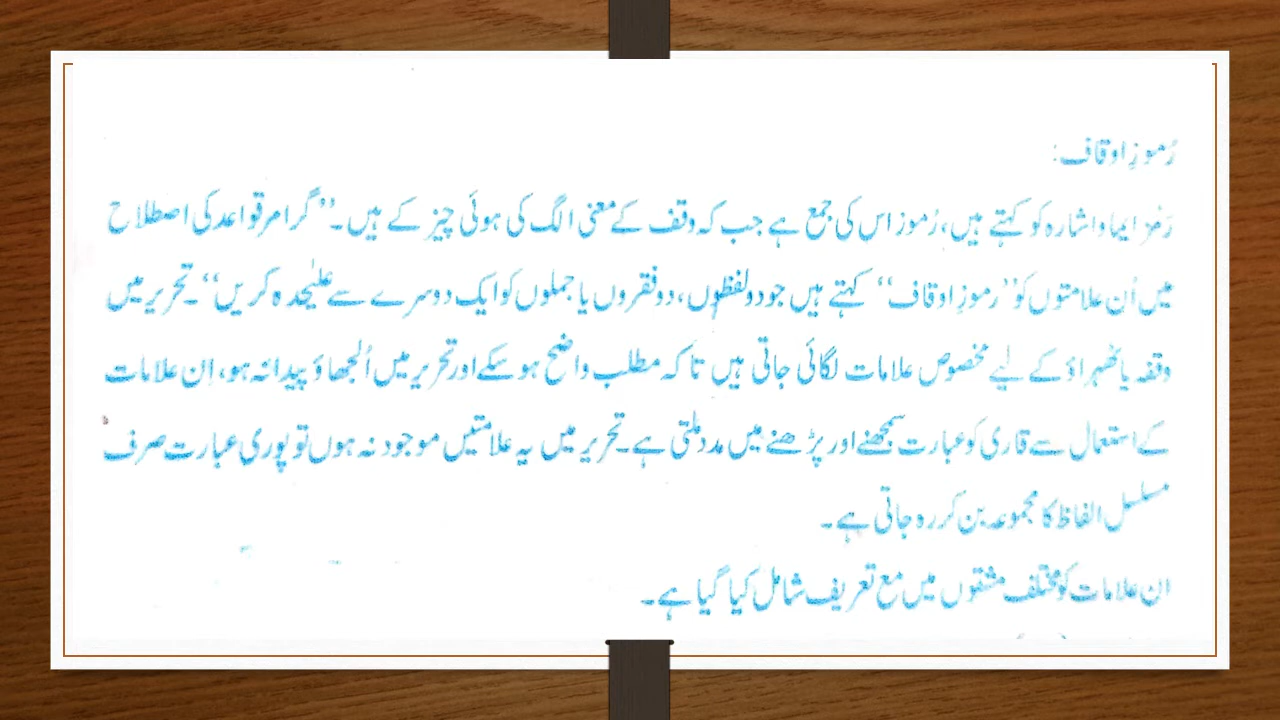 رُموزِ اوقاف:
رَمز ایما و اشارہ کو کہتے ہیں، رُموز اس کی جمع ہے جب کہ وقف کے معنی الگ کی ہوئی چیز کے ہیں۔ ’’گرامر قواعد کی اصطلاح
میں اُن علامتوں کو ’’رموزِ اوقاف‘‘ کہتے ہیں جو دو لفظوں، دو فقروں یا جملوں کو ایک دوسرے سے علیٰحدہ کریں‘‘۔ تحریر میں
وقفہ یا ٹھہراؤ کے لیے مخصوص علامات لگائی جاتی ہیں تا کہ مطلب واضح ہو سکے اور تحریر میں اُلجھاؤ پیدا نہ ہو، اِن علامات
کے استعمال سے قاری کو عبارت سمجھنے اور پڑھنے میں مدد ملتی ہے۔ تحریر میں یہ علامتیں موجود نہ ہوں تو پوری عبارت صرف
مسلسل الفاظ کا مجموعہ بن کر رہ جاتی ہے۔
ان علامات کو مختلف مشقوں میں مع تعریف شامل کیا گیا ہے۔